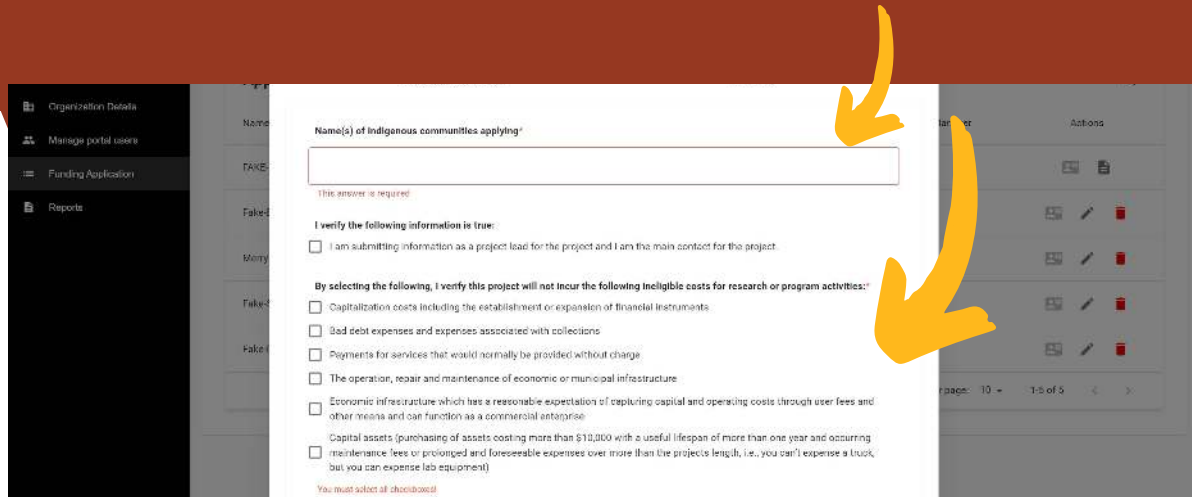 Organization Details
Manage portal users
Funding Application
Reports
Name
Actions
FAKE-
Fake-
Merry
Fake-
Fake
page: 10
1-5 of 5
Name(s) of Indigenous communities applying*
This answer is required
I verify the following information is true:
I am submitting information as a project lead for the project and I am the main contact for the project.
By selecting the following, I verify this project will not incur the following ineligible costs for research or program activities:*
Capitalization costs including the establishment or expansion of financial instruments
Bad debt expenses and expenses associated with collections
Payments for services that would normally be provided without charge
The operation, repair and maintenance of economic or municipal infrastructure
Economic infrastructure which has a reasonable expectation of capturing capital and operating costs through user fees and
other means and can function as a commercial enterprise
Capital assets (purchasing of assets costing more than $10,000 with a useful lifespan of more than one year and occurring
maintenance fees or prolonged and foreseeable expenses over more than the projects length, i.e., you can't expense a truck,
but you can expense lab equipment)
You must select all checkboxes!